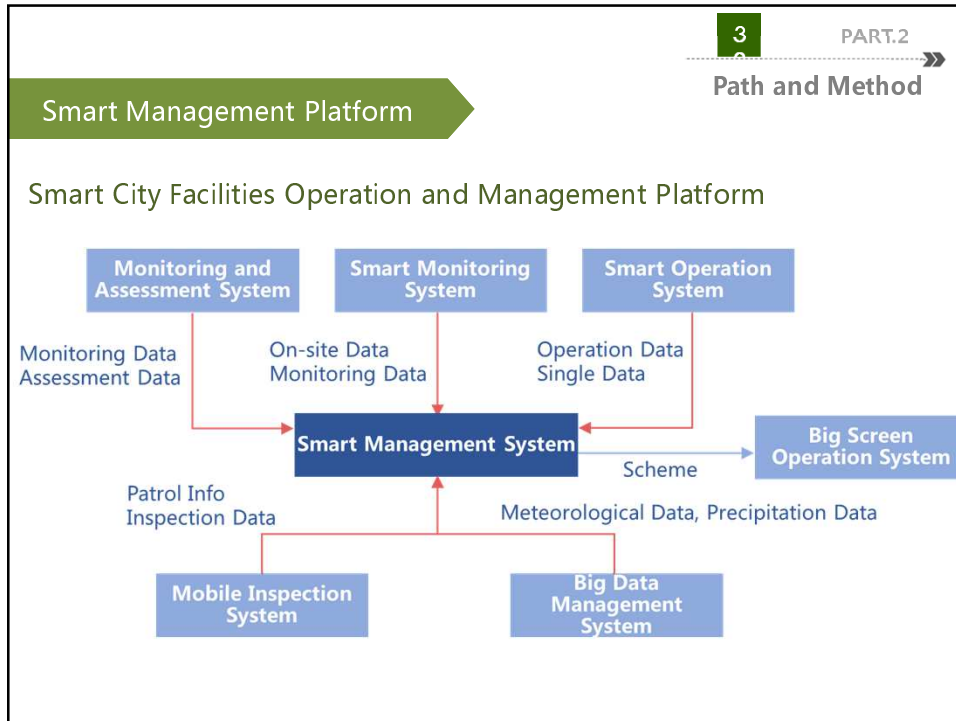 3
PART.2
Path and Method
Smart Management Platform
Smart City Facilities Operation and Management Platform
Monitoring and
Assessment System
Smart Monitoring
System
Smart Operation
System
Monitoring Data
Assessment Data
On-site Data
Monitoring Data
Operation Data
Single Data
Smart Management System
Big Screen
Operation System
Scheme
Patrol Info
Inspection Data
Meteorological Data, Precipitation Data
Mobile Inspection
System
Big Data
Management
System